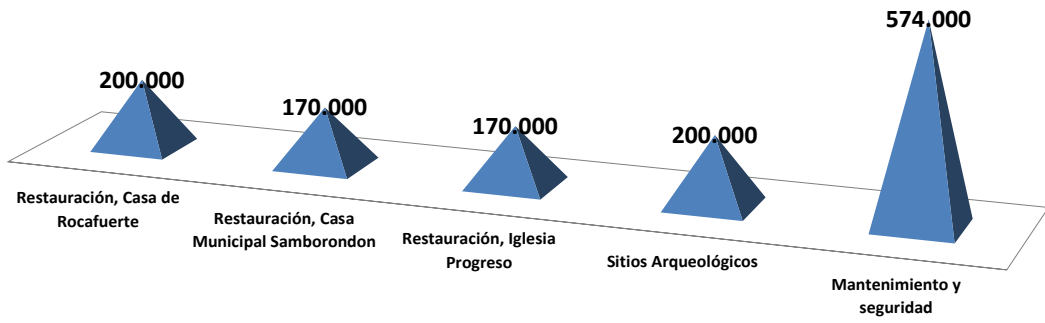 200.000
170.000
170.000
200.000
574.000
Restauración, Casa de
Rocafuerte
Restauración, Casa
Municipal Samborondon
Restauración, Iglesia
Progreso
Sitios Arqueológicos
Mantenimiento y
seguridad